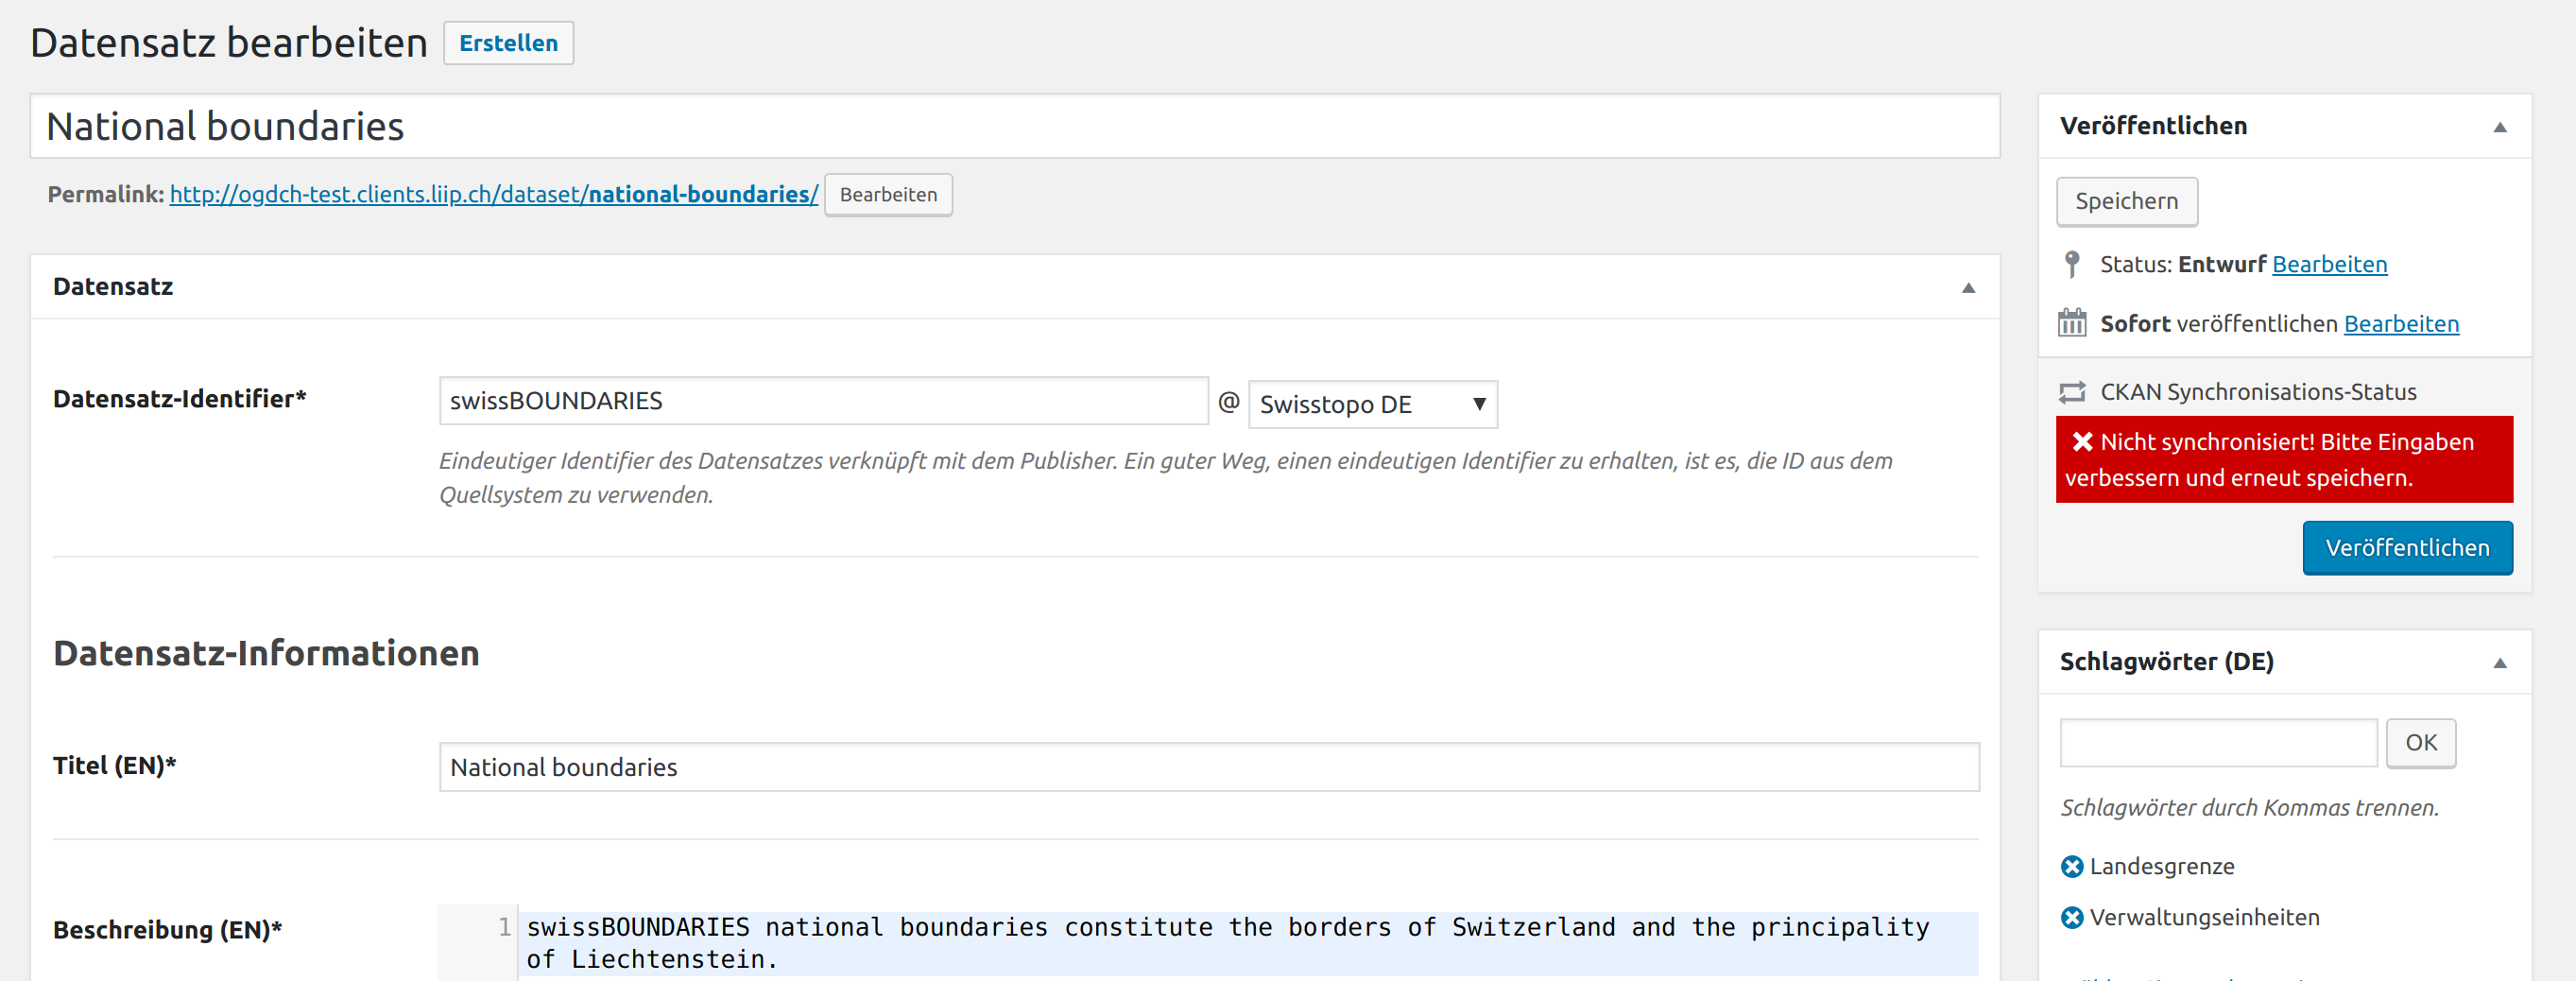 Datensatz bearbeiten Erstellen
National boundaries
Permalink: http://ogdch-test.clients.liip.ch/dataset/national-boundaries/ Bearbeiten
Datensatz
Datensatz-Identifier*
swissBOUNDARIES @ Swisstopo DE
Eindeutiger Identifier des Datensatzes verknüpft mit dem Publisher. Ein guter Weg, einen eindeutigen Identifier zu erhalten, ist es, die ID aus dem
Quellsystem zu verwenden.
Datensatz-Informationen
Titel (EN)*
National boundaries
Beschreibung (EN)*
1 swissBOUNDARIES national boundaries constitute the borders of Switzerland and the principality
of Liechtenstein.
Veröffentlichen
Speichern
Status: Entwurf Bearbeiten
Sofort veröffentlichen Bearbeiten
CKAN Synchronisations-Status
Nicht synchronisiert! Bitte Eingaben
verbessern und erneut speichern.
Veröffentlichen
Schlagwörter (DE)
OK
Schlagwörter durch Kommas trennen.
Landesgrenze
Verwaltungseinheiten